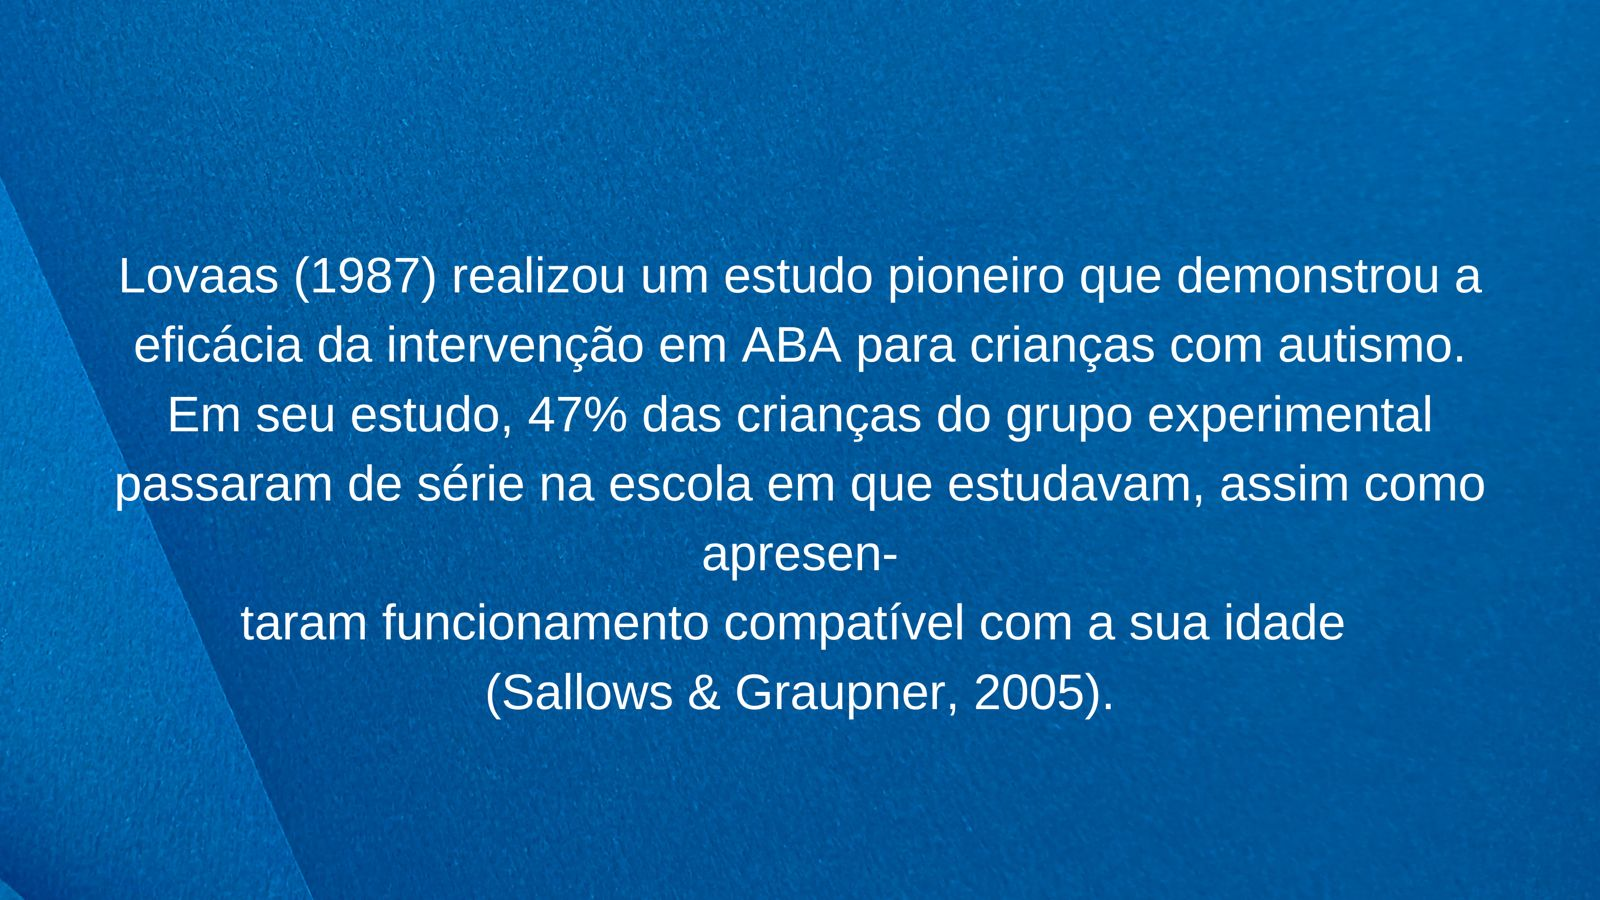 Lovaas (1987) realizou um estudo pioneiro que demonstrou a
eficácia da intervenção em ABA para crianças com autismo.
Em seu estudo, 47% das crianças do grupo experimental
passaram de série na escola em que estudavam, assim como
apresen-
taram funcionamento compatível com a sua idade
(Sallows & Graupner, 2005).